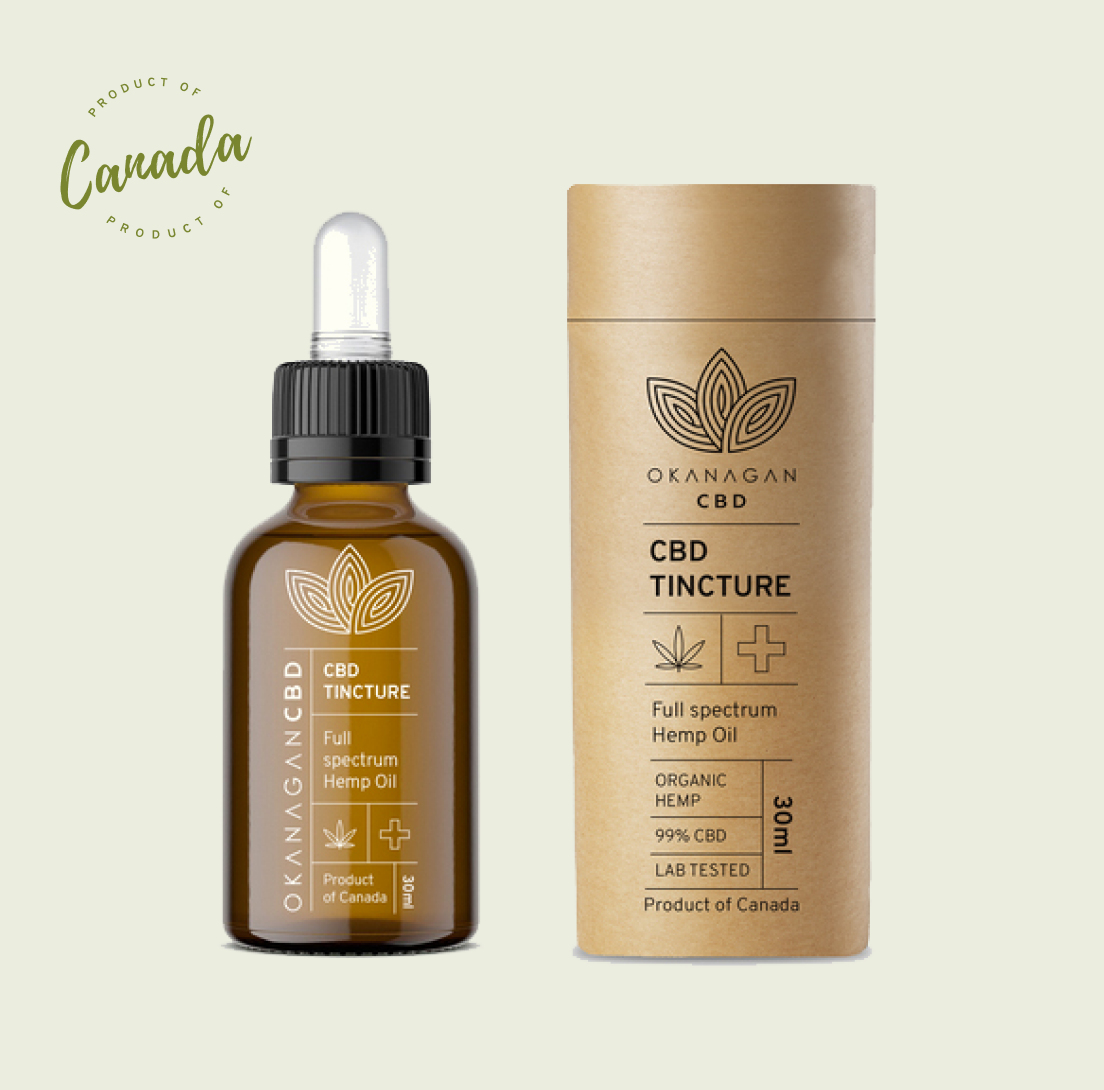 PRODUCT OF
Canada
PRODUCT OF
OKANAGAN CBD
CBD
TINCTURE
Full
spectrum
Hemp Oil
Product
of Canada
30ml
OKANAGAN
CBD
CBD
TINCTURE
Full spectrum
Hemp Oil
ORGANIC
HEMP
99% CBD
LAB TESTED
30ml
Product of Canada